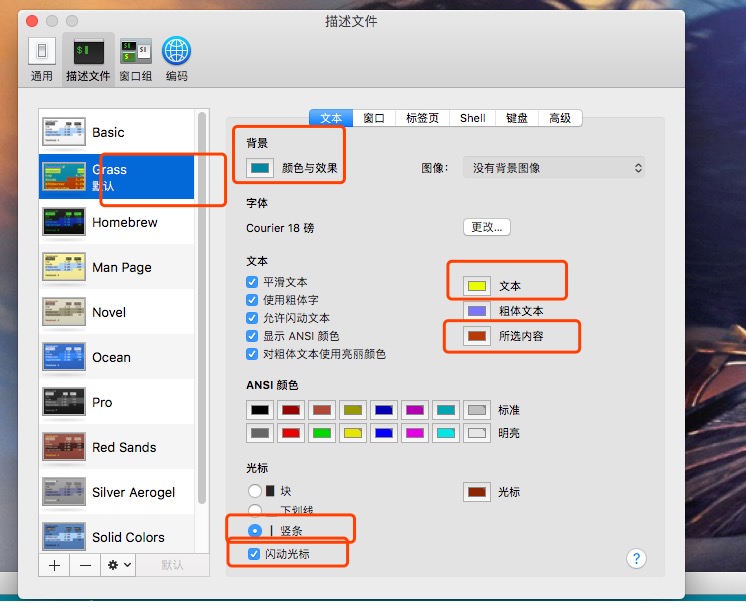 描述文件
通用
描述文件
窗口组
编码
文本 窗口 标签页 Shell 键盘 高级
Basic
Grass
默认
Homebrew
Man Page
Novel
Ocean
Pro
Red Sands
Silver Aerogel
Solid Colors
默认
背景
颜色与效果
图像： 没有背景图像
字体
Courier 18 磅
更改...
文本
平滑文本
文本
使用粗体字
粗体文本
允许闪动文本
显示 ANSI 颜色
所选内容
对粗体文本使用亮丽颜色
ANSI 颜色
标准
明亮
光标
块
光标
下划线
竖条
闪动光标
?